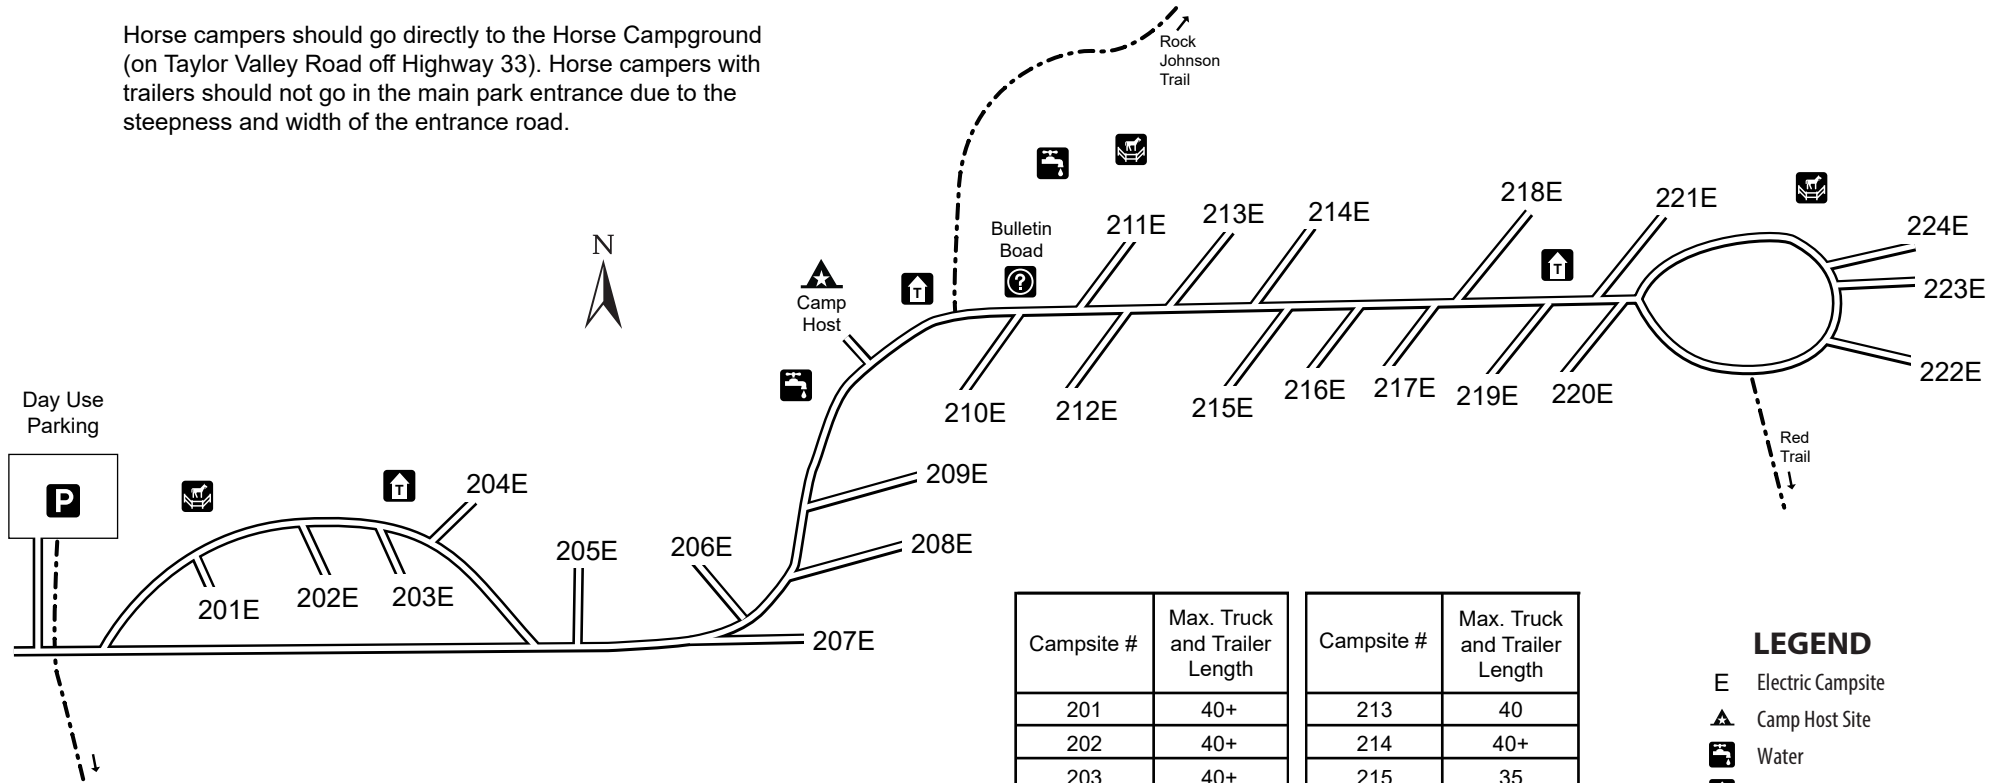 Horse campers should go directly to the Horse Campground
(on Taylor Valley Road off Highway 33). Horse campers with
trailers should not go in the main park entrance due to the
steepness and width of the entrance road.
Rock
Johnson
Trail
N
Bulletin
Boad
?
211E
213E
214E
218E
221E
224E
223E
222E
T
T
Camp
Host
210E
212E
215E
216E
217E
219E
220E
Red
Trail
Day Use
Parking
P
T
204E
209E
208E
205E
206E
207E
201E
202E
203E
Campsite #
Max. Truck
and Trailer
Length
201 40+
202 40+
203 40+
Campsite #
Max. Truck
and Trailer
Length
213 40
214 40+
215 35
LEGEND
E Electric Campsite
Camp Host Site
Water